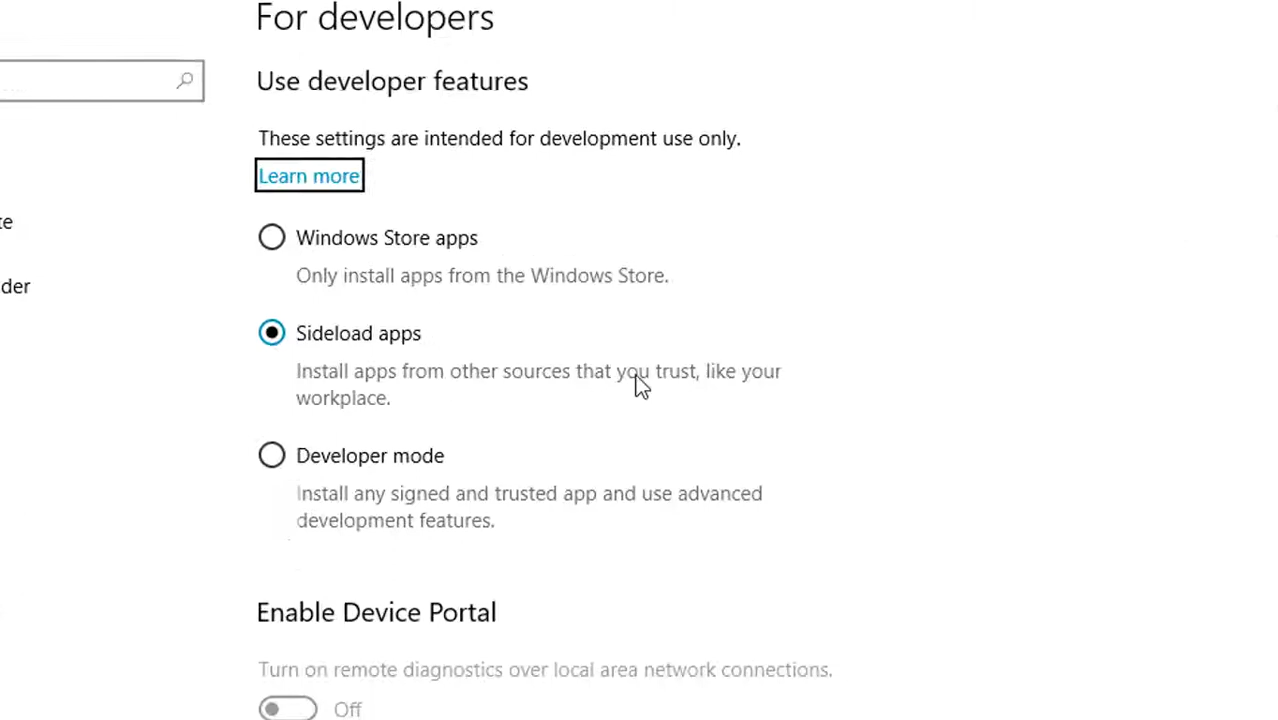 For developers
Use developer features
These settings are intended for development use only.
Learn more
te
Windows Store apps
Only install apps from the Windows Store.
der
Sideload apps
Install apps from other sources that you trust, like your
workplace.
Developer mode
Install any signed and trusted app and use advanced
development features.
Enable Device Portal
Turn on remote diagnostics over local area network connections.
Off